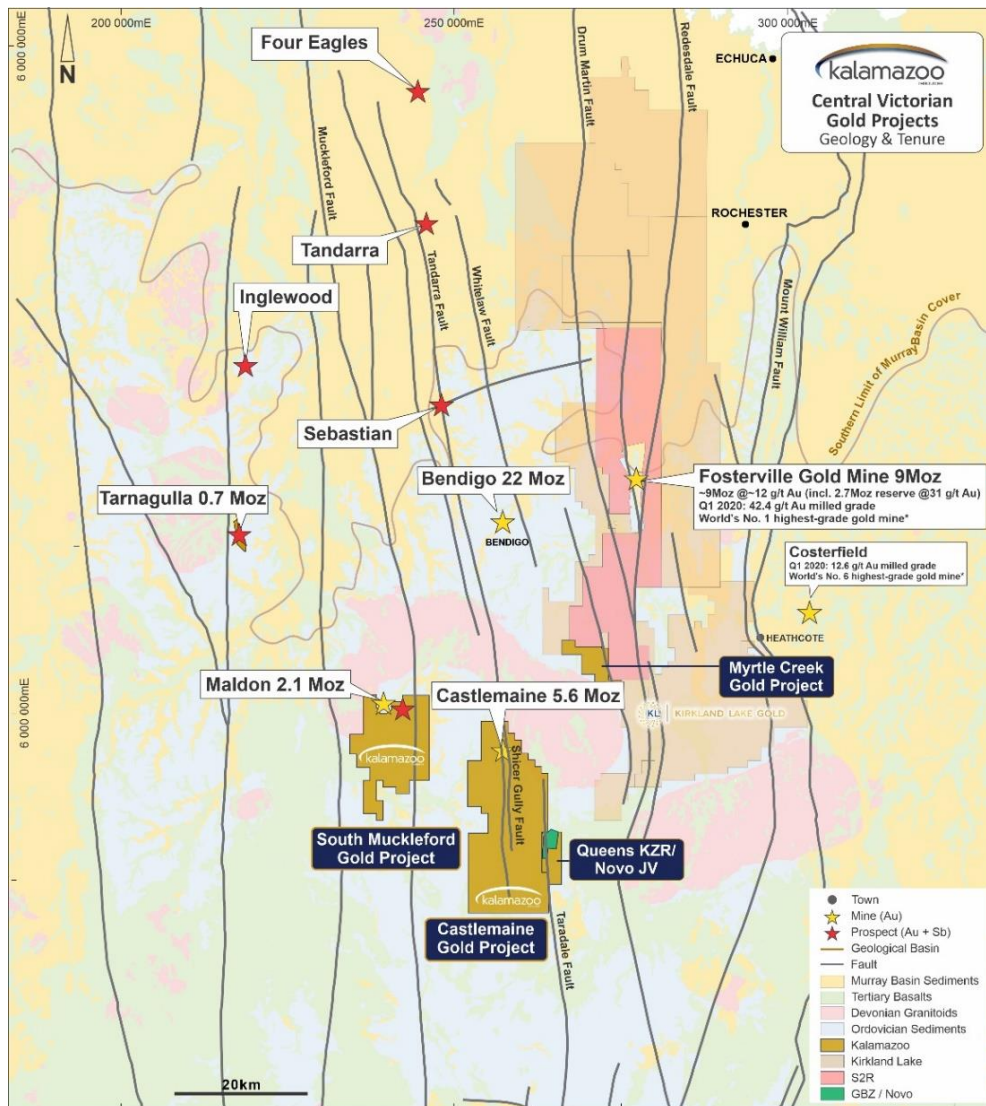 200 000mE
250 000mE
300 000mE
6 000 000mE
N
Four Eagles
Drum Martin Fault
Redesdale Fault
ECHUCA
kalamazoo
Central Victorian
Gold Projects
Geology & Tenure
Muckleford Fault
Tandarra
ROCHESTER
Inglewood
Tandarra Fault
Whitelaw Fault
Mount William Fault
Southern Limit of Murray Basin Cover
Sebastian
Bendigo 22 Moz
BENDIGO
Fosterville Gold Mine 9Moz
~9Moz @~12 g/t Au (incl. 2.7Moz reserve @31 g/t Au)
Q1 2020: 42.4 g/t Au milled grade
World's No. 1 highest-grade gold mine*
Tarnagulla 0.7 Moz
Costerfield
Q1 2020: 12.6 g/t Au milled grade
World's No. 6 highest-grade gold mine*
HEATHCOTE
Myrtle Creek
Gold Project
Maldon 2.1 Moz
Castlemaine 5.6 Moz
6 000 000mE
KL
KIRKLAND LAKE GOLD
kalamazoo
Shicer Gully Fault
South Muckleford
Gold Project
Queens KZR/
Novo JV
kalamazoo
Castlemaine
Gold Project
Taradale Fault
Town
Mine (Au)
Prospect (Au + Sb)
Geological Basin
Fault
Murray Basin Sediments
Tertiary Basalts
Devonian Granitoids
Ordovician Sediments
Kalamazoo
Kirkland Lake
S2R
GBZ / Novo
20km